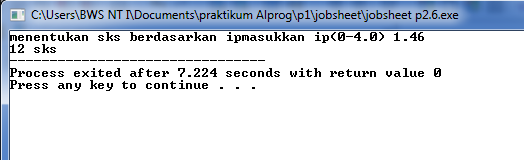 C:\Users\BWS NT I\Documents\praktikum Alprog\p1\jobsheet\jobsheet p2.6.exe
menentukan sks berdasarkan ipmasukkan ip(0-4.0) 1.46
12 sks
--------------------------------
Process exited after 7.224 seconds with return value 0
Press any key to continue . . .